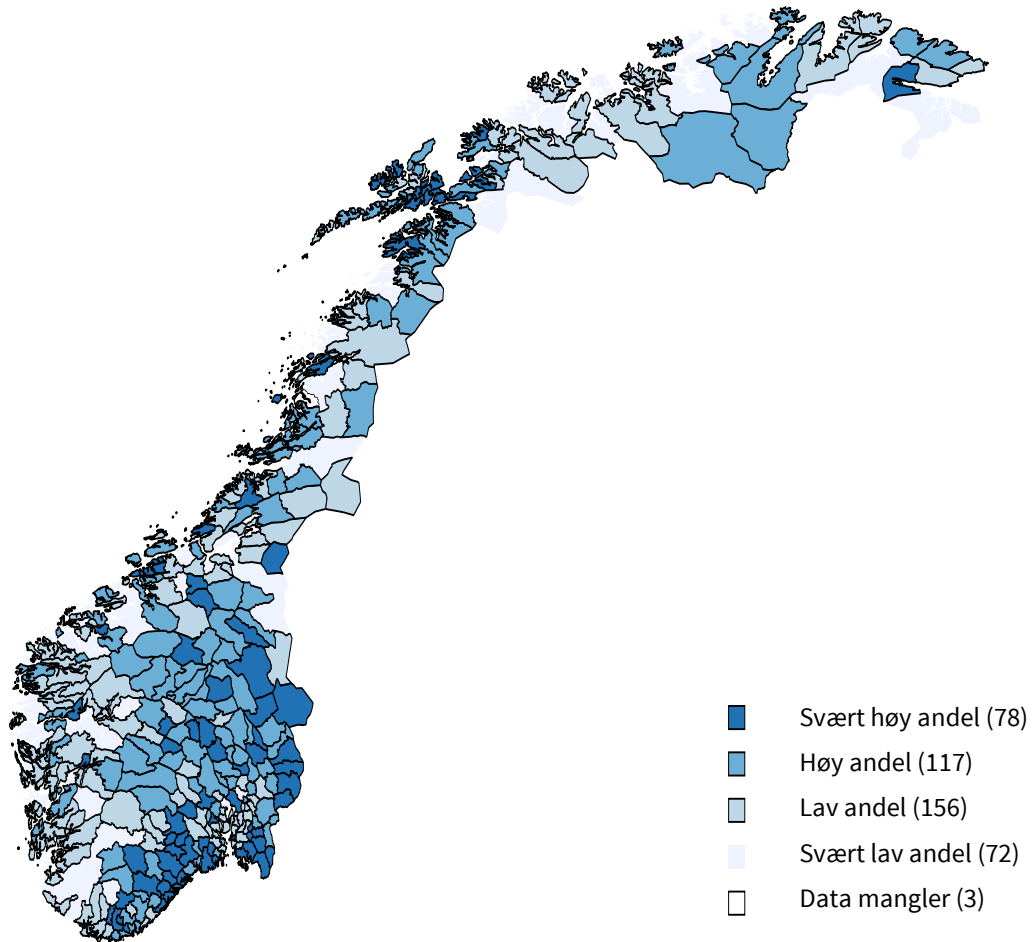 Svært høy andel (78)
Høy andel (117)
Lav andel (156)
Svært lav andel (72)
Data mangler (3)